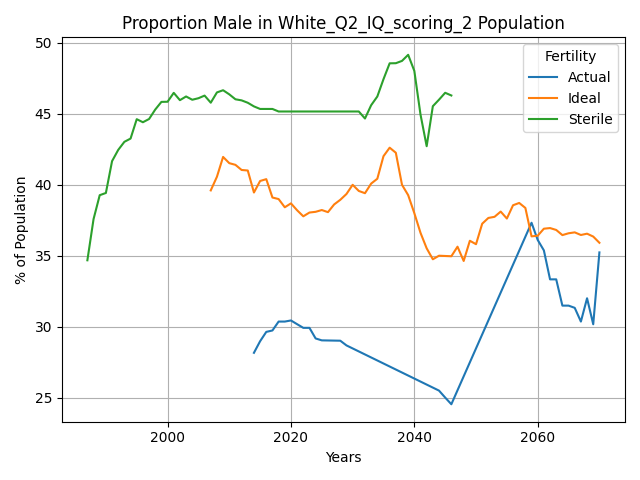 Proportion Male in White_Q2_IQ_scoring_2 Population
Fertility
Actual
Ideal
Sterile
50
45
40
35
30
25
% of Population
2000
2020
2040
2060
Years